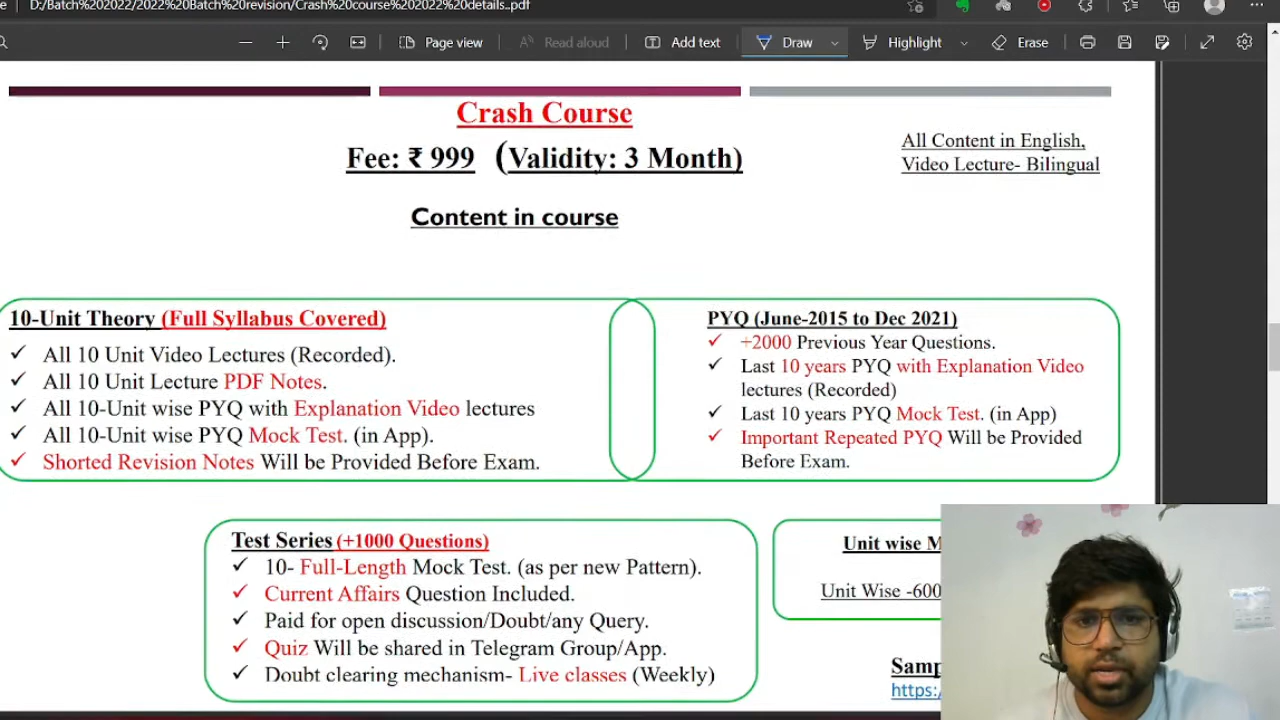 D:/Batch%202022/2022%20Batch%20revision/Crash%20course%202022%20details..pdf
Page view
Read aloud
Add text
Draw
Highlight
Erase
Crash Course
Fee: ₹ 999 (Validity: 3 Month)
All Content in English,
Video Lecture- Bilingual
Content in course
10-Unit Theory (Full Syllabus Covered)
✓ All 10 Unit Video Lectures (Recorded).
✓ All 10 Unit Lecture PDF Notes.
✓ All 10-Unit wise PYQ with Explanation Video lectures
✓ All 10-Unit wise PYQ Mock Test. (in App).
✓ Shorted Revision Notes Will be Provided Before Exam.
PYQ (June-2015 to Dec 2021)
✓ +2000 Previous Year Questions.
✓ Last 10 years PYQ with Explanation Video
lectures (Recorded)
✓ Last 10 years PYQ Mock Test. (in App)
✓ Important Repeated PYQ Will be Provided
Before Exam.
Test Series (+1000 Questions)
✓ 10- Full-Length Mock Test. (as per new Pattern).
✓ Current Affairs Question Included.
✓ Paid for open discussion/Doubt/any Query.
✓ Quiz Will be shared in Telegram Group/App.
✓ Doubt clearing mechanism- Live classes (Weekly)
Unit wise M
Unit Wise -600
Samp
https:/